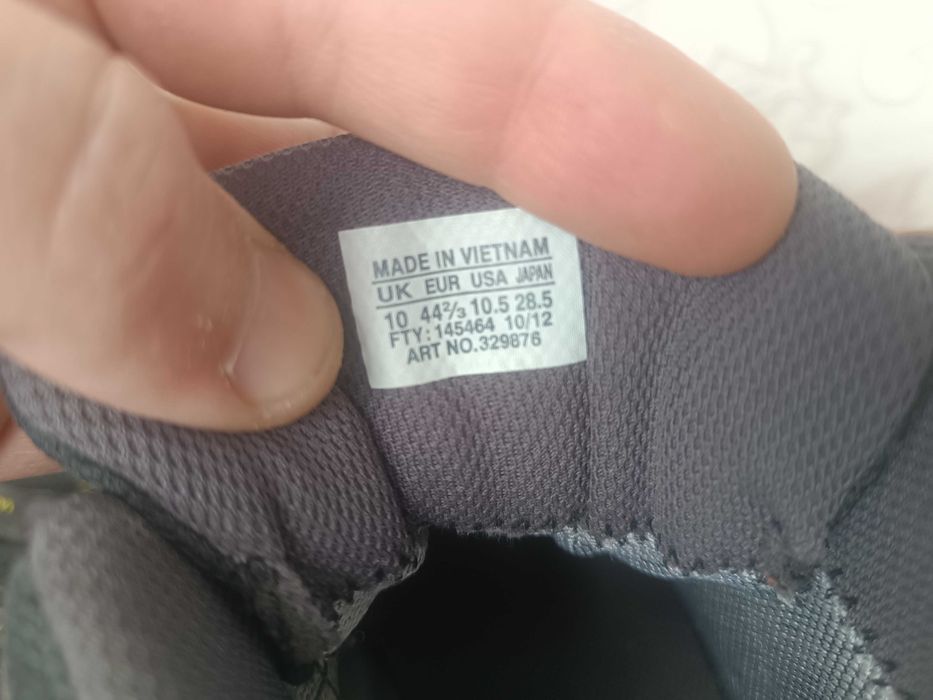 MADE IN VIETNAM
UK EUR USA JAPAN
10 44⅔ 10.5 28.5
FTY: 145464 10/12
ART NO.329876